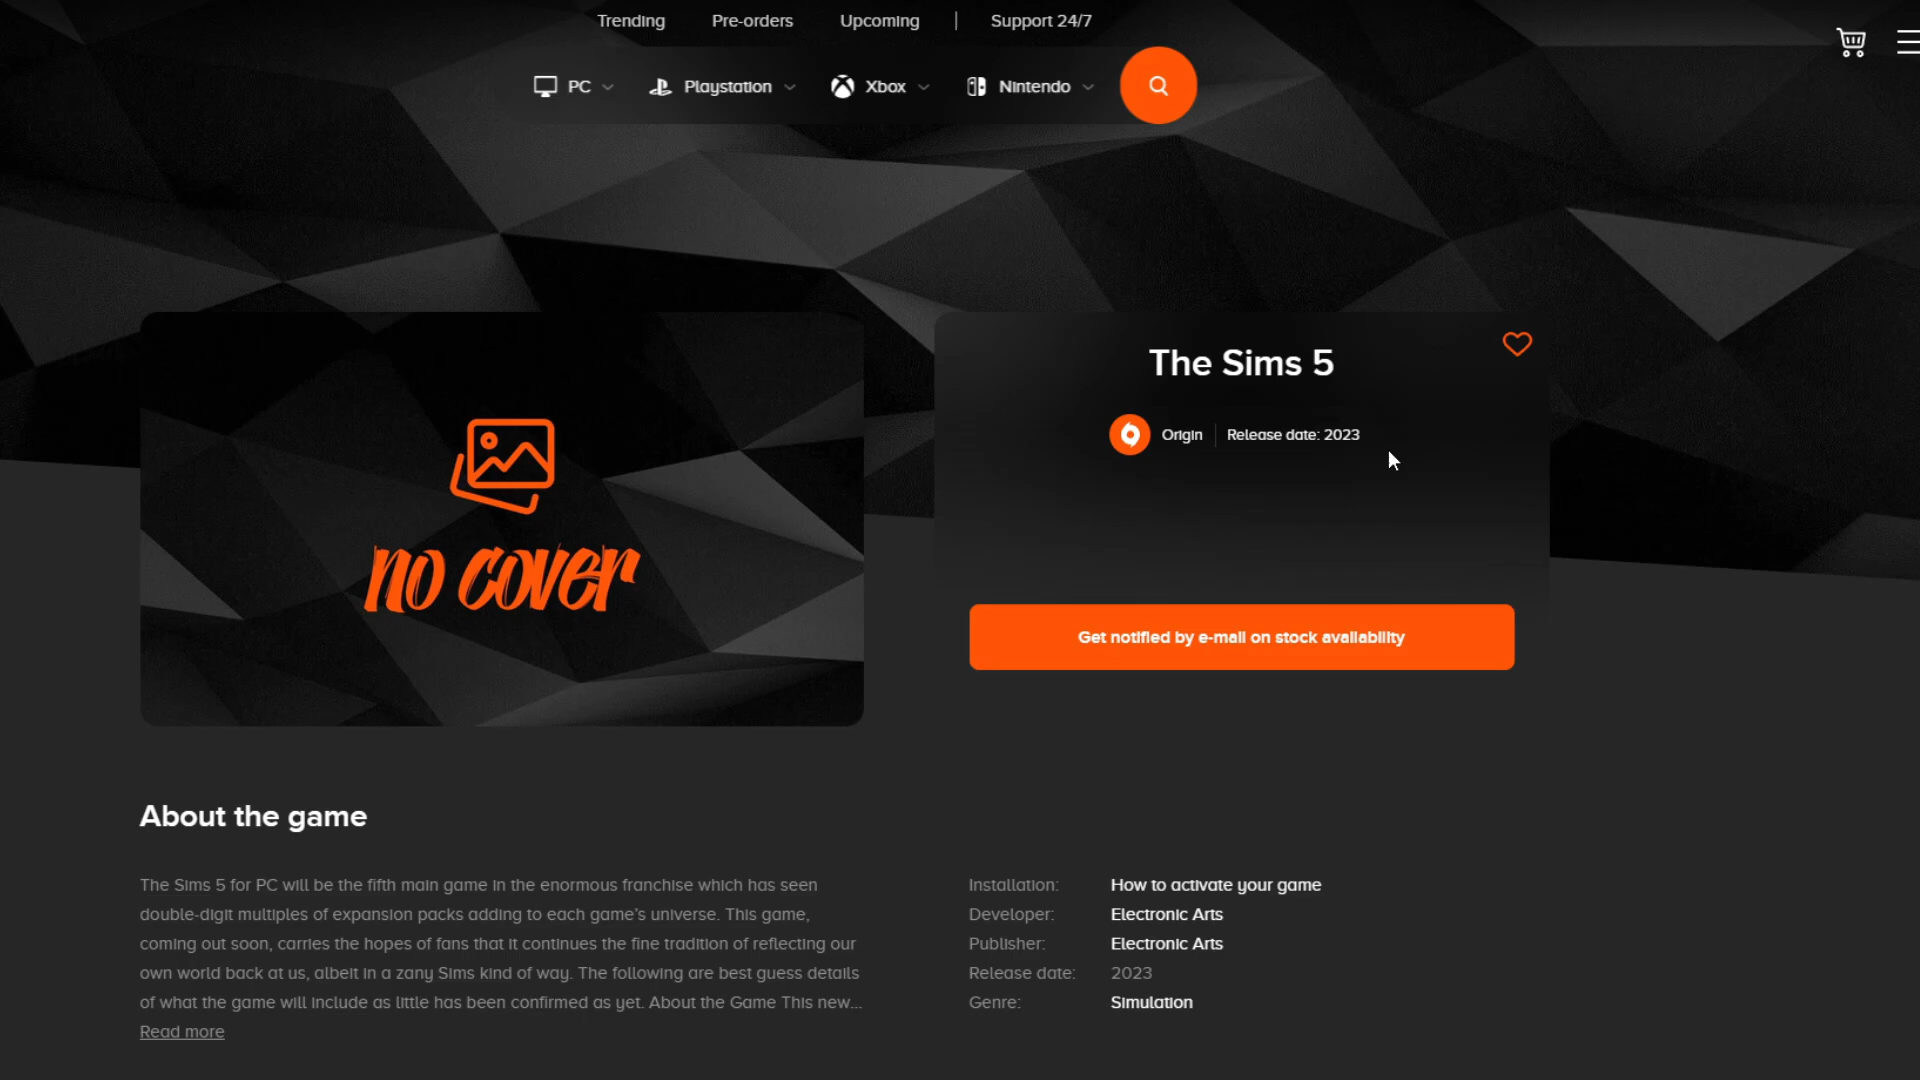 Trending Pre-orders Upcoming | Support 24/7
PC Playstation Xbox Nintendo
The Sims 5
Origin Release date: 2023
no cover
Get notified by e-mail on stock availability
About the game
The Sims 5 for PC will be the fifth main game in the enormous franchise which has seen
double-digit multiples of expansion packs adding to each game's universe. This game,
coming out soon, carries the hopes of fans that it continues the fine tradition of reflecting our
own world back at us, albeit in a zany Sims kind of way. The following are best guess details
of what the game will include as little has been confirmed as yet. About the Game This new...
Read more
Installation: How to activate your game
Developer: Electronic Arts
Publisher: Electronic Arts
Release date: 2023
Genre: Simulation